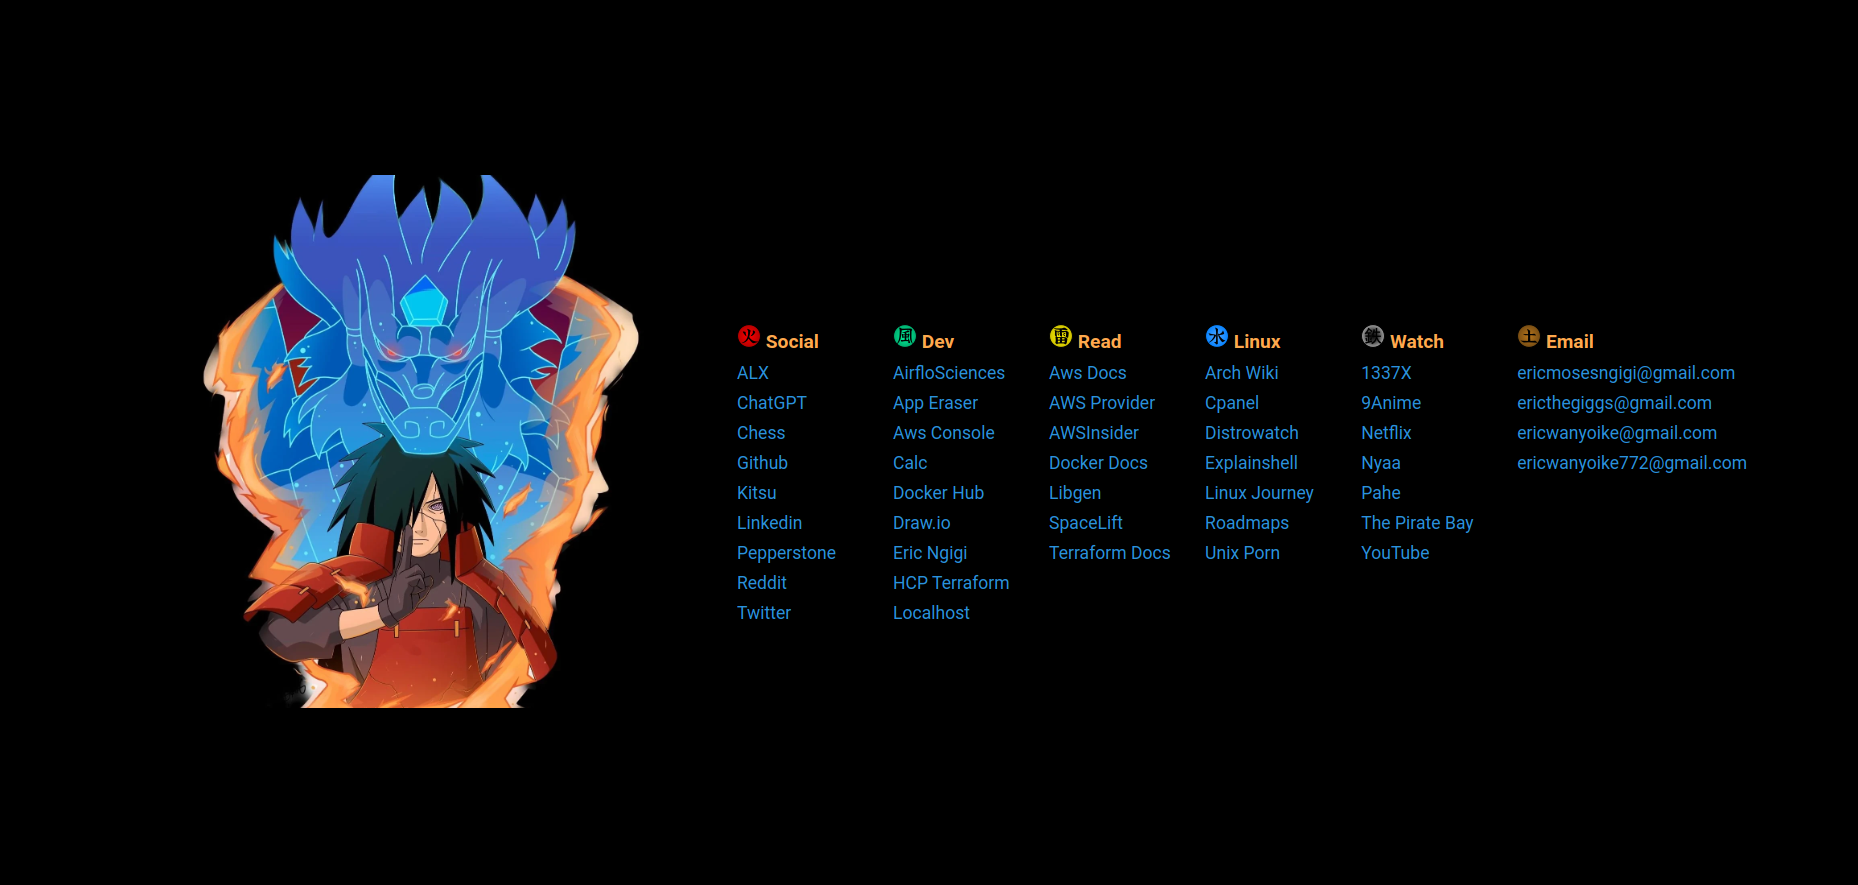 火 Social
ALX
ChatGPT
Chess
Github
Kitsu
Linkedin
Pepperstone
Reddit
Twitter
風 Dev
AirfloSciences
App Eraser
Aws Console
Calc
Docker Hub
Draw.io
Eric Ngigi
HCP Terraform
Localhost
雷 Read
Aws Docs
AWS Provider
AWSInsider
Docker Docs
Libgen
SpaceLift
Terraform Docs
水 Linux
Arch Wiki
Cpanel
Distrowatch
Explainshell
Linux Journey
Roadmaps
Unix Porn
鉄 Watch
1337X
9Anime
Netflix
Nyaa
Pahe
The Pirate Bay
YouTube
土 Email
ericmosesngigi@gmail.com
ericthegiggs@gmail.com
ericwanyoike@gmail.com
ericwanyoike772@gmail.com